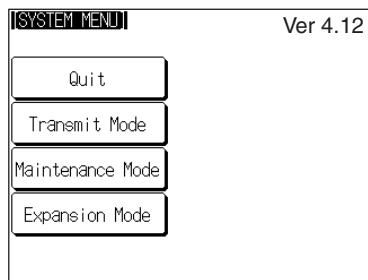 [SYSTEM MENU]
Ver 4.12
Quit
Transmit Mode
Maintenance Mode
Expansion Mode